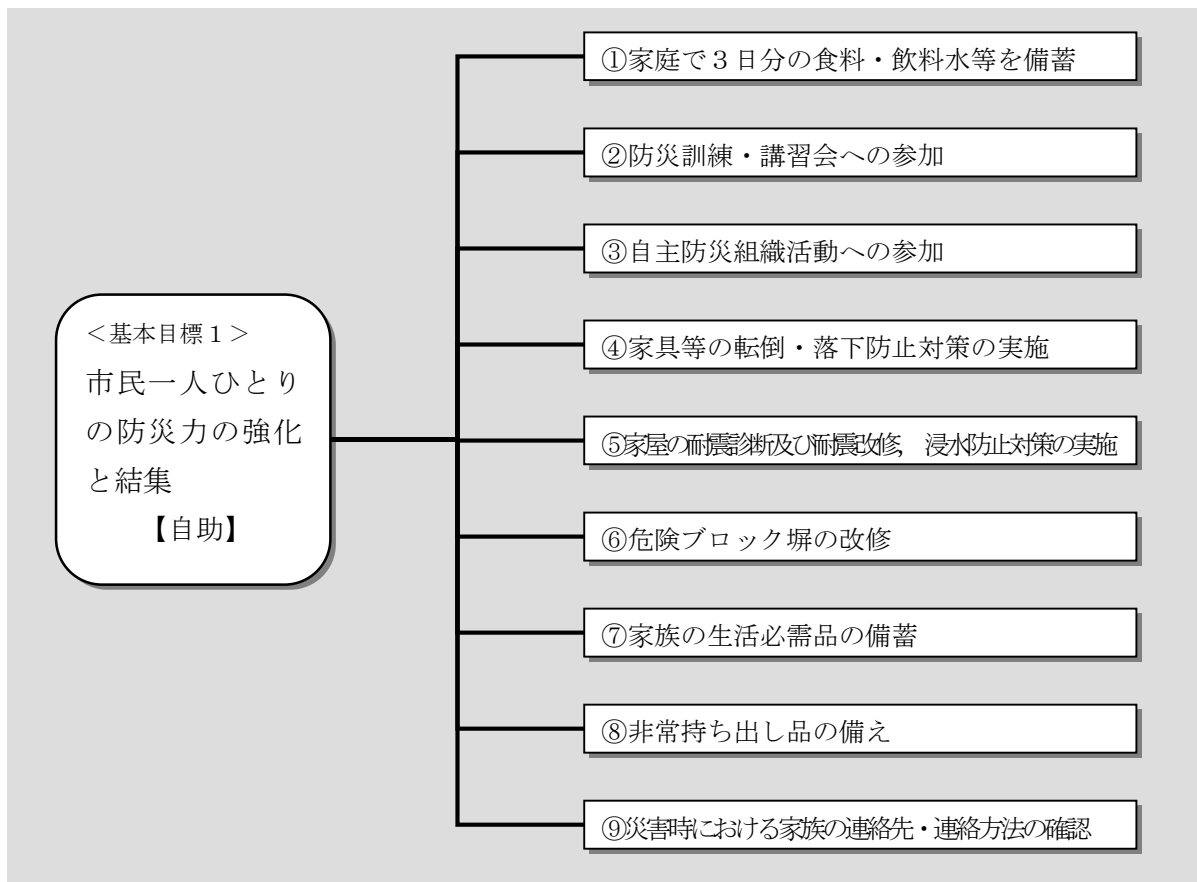 ＜基本目標１＞
市民一人ひとり
の防災力の強化
と結集
【自助】
①家庭で３日分の食料・飲料水等を備蓄
②防災訓練・講習会への参加
③自主防災組織活動への参加
④家具等の転倒・落下防止対策の実施
⑤家屋の耐震診断及び耐震改修，浸水防止対策の実施
⑥危険ブロック塀の改修
⑦家族の生活必需品の備蓄
⑧非常持ち出し品の備え
⑨災害時における家族の連絡先・連絡方法の確認